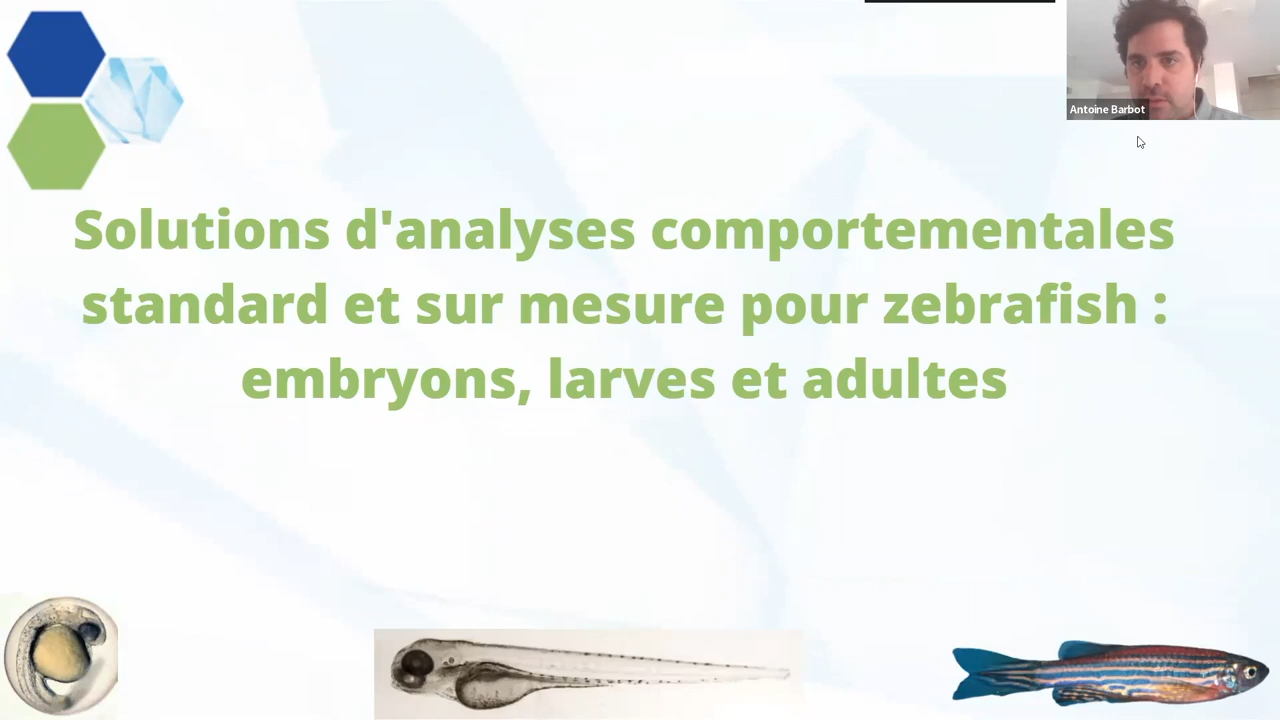 Antoine Barbot
Solutions d'analyses comportementales
standard et sur mesure pour zebrafish :
embryons, larves et adultes